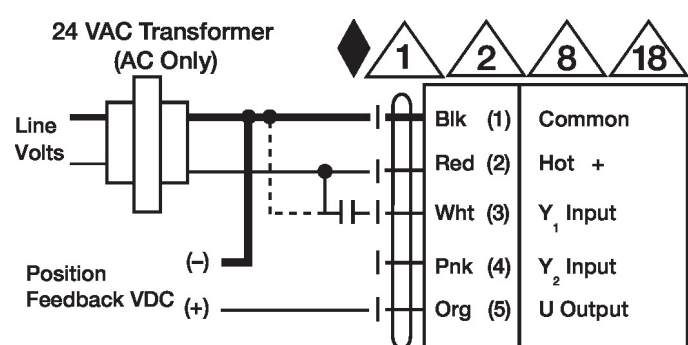 24 VAC Transformer
(AC Only)
1 2 8 18
Line
Volts
Blk (1) Common
Red (2) Hot +
Wht (3) Y1 Input
Pnk (4) Y2 Input
Org (5) U Output
Position
Feedback VDC
(–)
(+)